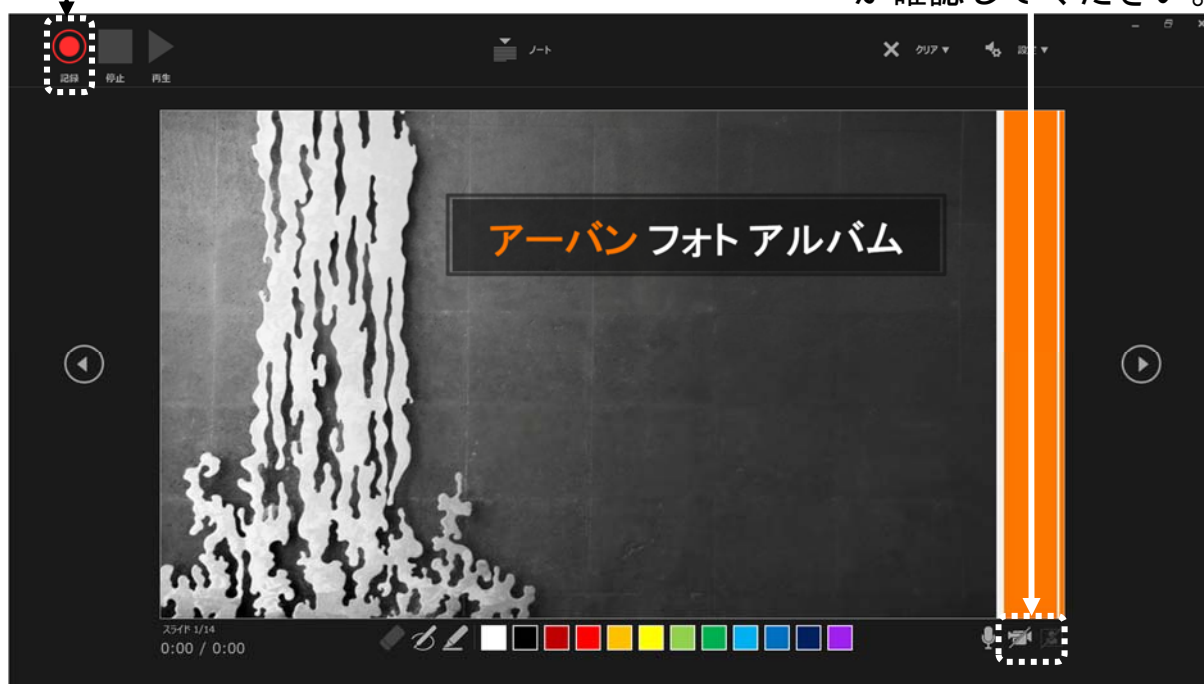 か確認してください。
記録 停止 再生
ノート
クリア
アーバン フォト アルバム
スライド 1/14
0:00 / 0:00